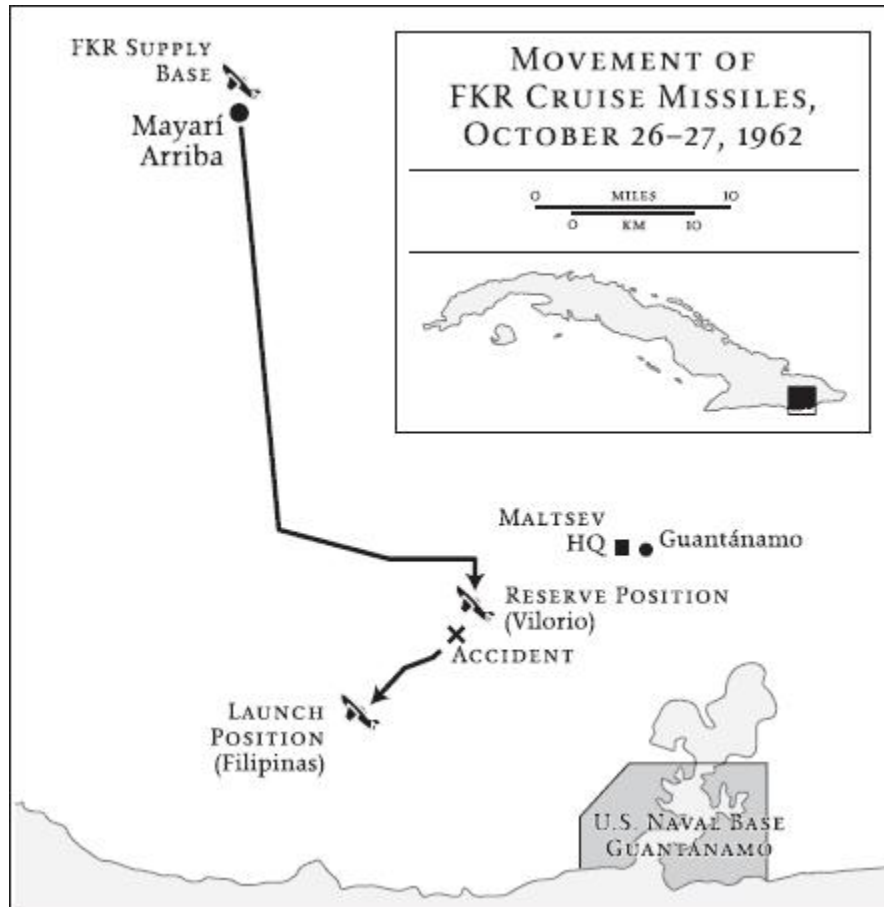 FKR SUPPLY
BASE
Mayarí
Arriba
MOVEMENT OF
FKR CRUISE MISSILES,
OCTOBER 26–27, 1962
0 MILES 10
0 KM 10
MALTSEV
HQ
Guantánamo
RESERVE POSITION
(Vilorio)
ACCIDENT
LAUNCH
POSITION
(Filipinas)
U.S. NAVAL BASE
GUANTÁNAMO